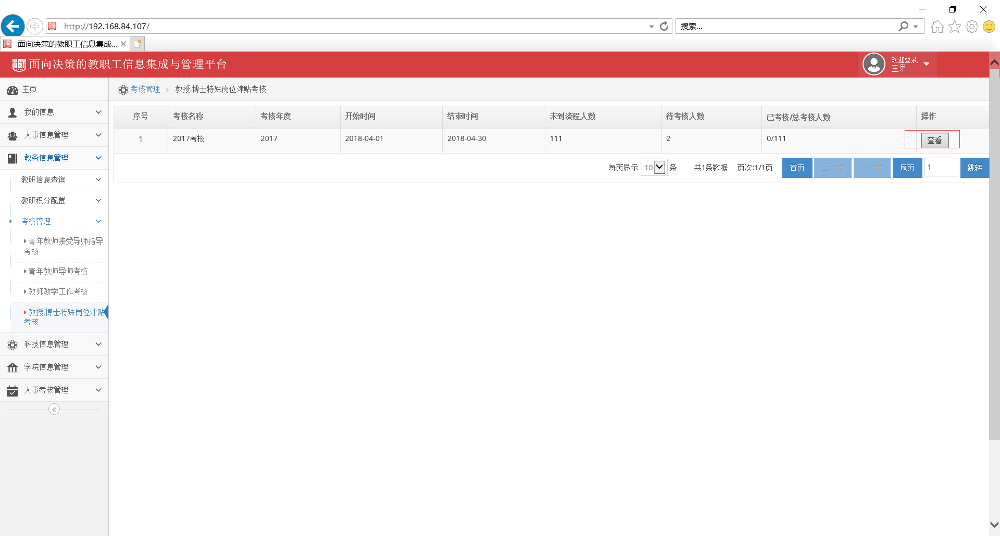 http://192.168.84.107/
搜索...
面向决策的教职工信息集成...
面向决策的教职工信息集成与管理平台
欢迎登录,
王果
主页
我的信息
人事信息管理
教务信息管理
教研信息查询
教研积分配置
考核管理
青年教师接受导师指导
考核
青年教师导师考核
教师教学工作考核
教授,博士特殊岗位津贴
考核
科技信息管理
学院信息管理
人事考核管理
考核管理 教授,博士特殊岗位津贴考核
序号 考核名称 考核年度 开始时间 结束时间 未到流程人数 待考核人数 已考核/总考核人数 操作
1 2017考核 2017 2018-04-01 2018-04-30 111 2 0/111 查看
每页显示 10 条 共1条数据 页次:1/1页 首页 上一页 下一页 尾页 1 跳转